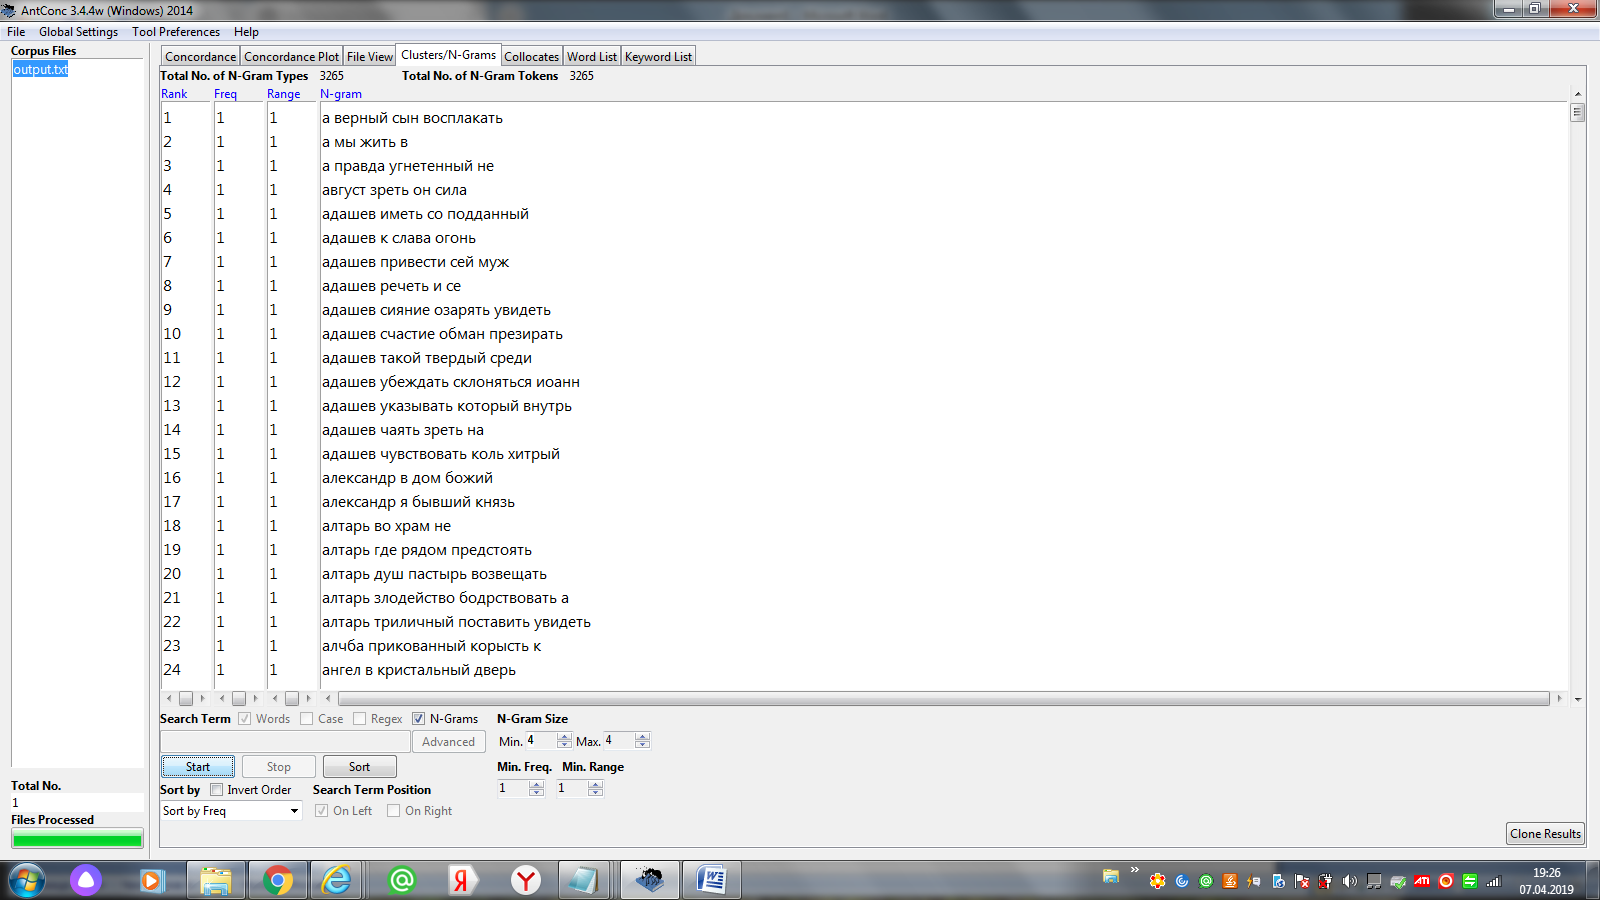 AntConc 3.4.4w (Windows) 2014
File Global Settings Tool Preferences Help
Corpus Files
output.txt
Concordance Concordance Plot File View Clusters/N-Grams Collocates Word List Keyword List
Total No. of N-Gram Types 3265 Total No. of N-Gram Tokens 3265
Rank Freq Range N-gram
1 1 1 а верный сын восплакать
2 1 1 а мы жить в
3 1 1 а правда угнетенный не
4 1 1 август зреть он сила
5 1 1 адашев иметь со подданный
6 1 1 адашев к слава огонь
7 1 1 адашев привести сей муж
8 1 1 адашев речеть и се
9 1 1 адашев сияние озарять увидеть
10 1 1 адашев счастие обман презирать
11 1 1 адашев такой твердый среди
12 1 1 адашев убеждать склоняться иоанн
13 1 1 адашев указывать который внутрь
14 1 1 адашев чаять зреть на
15 1 1 адашев чувствовать коль хитрый
16 1 1 александр в дом божий
17 1 1 александр я бывший князь
18 1 1 алтарь во храм не
19 1 1 алтарь где рядом предстоять
20 1 1 алтарь душ пастырь возвещать
21 1 1 алтарь злодейство бодрствовать а
22 1 1 алтарь триличный поставить увидеть
23 1 1 алчба прикованный корысть к
24 1 1 ангел в кристальный дверь
Search Term Words Case Regex N-Grams N-Gram Size
Advanced Min. 4 Max. 4
Start Stop Sort Min. Freq. Min. Range
Sort by Invert Order Search Term Position 1 1
Sort by Freq On Left On Right
Total No.
1
Files Processed
Clone Results
19:26
07.04.2019